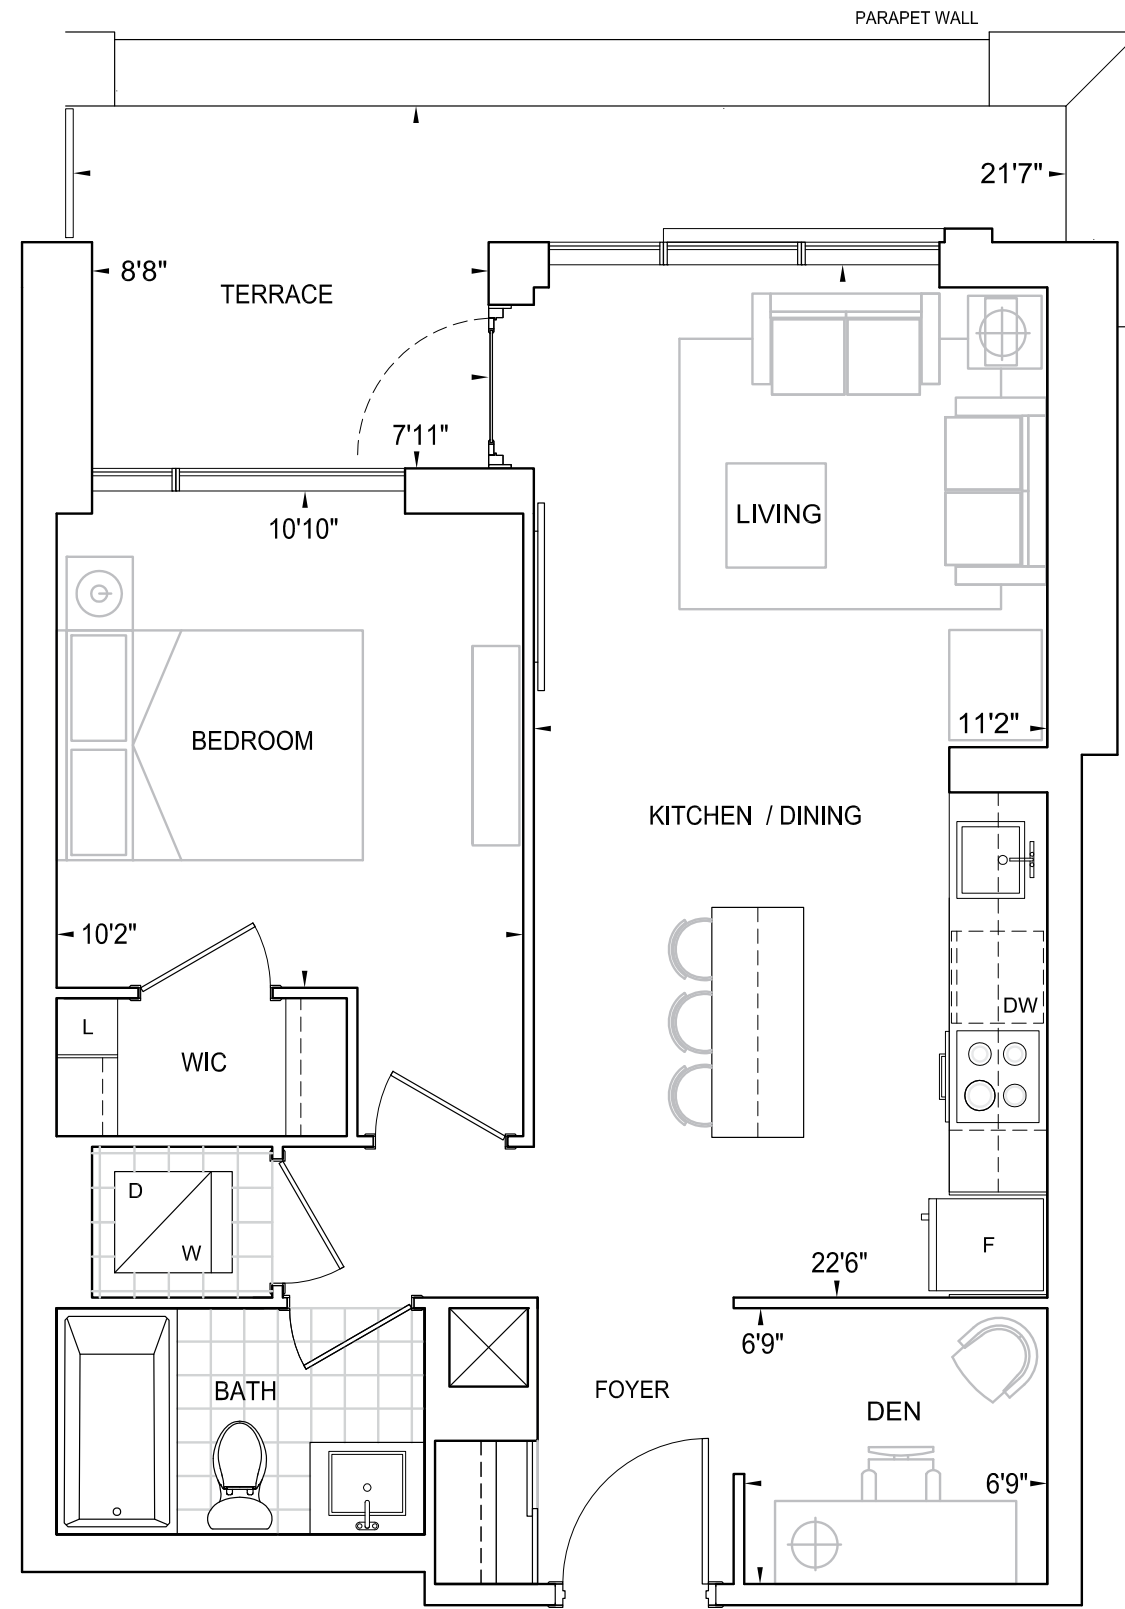 PARAPET WALL
21'7"
8'8"
TERRACE
7'11"
10'10"
LIVING
11'2"
BEDROOM
KITCHEN / DINING
10'2"
DW
L
WIC
D
W
F
22'6"
6'9"
BATH
FOYER
DEN
6'9"